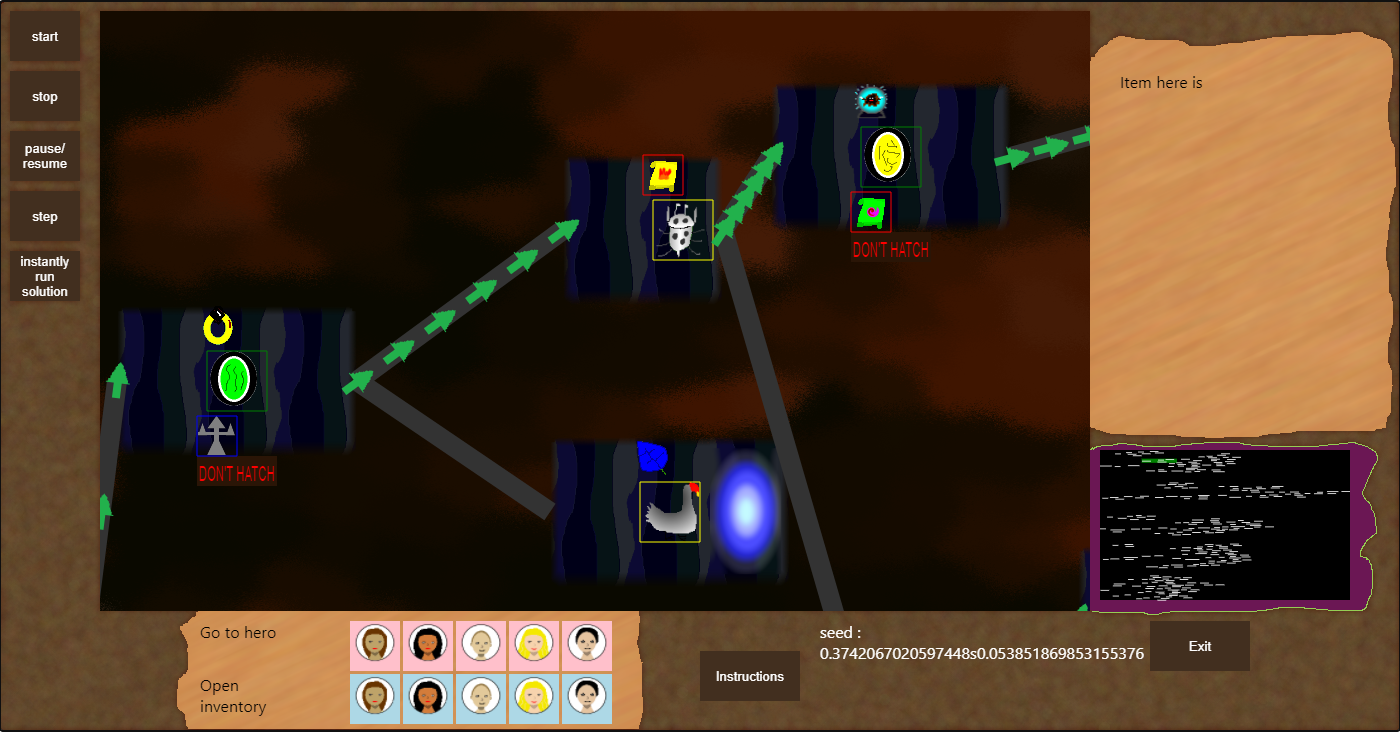 start
stop
pause/
resume
step
instantly
run
solution
DON'T HATCH
DON'T HATCH
Item here is
Go to hero
Open
inventory
Instructions
seed :
0.3742067020597448s0.053851869853155376
Exit